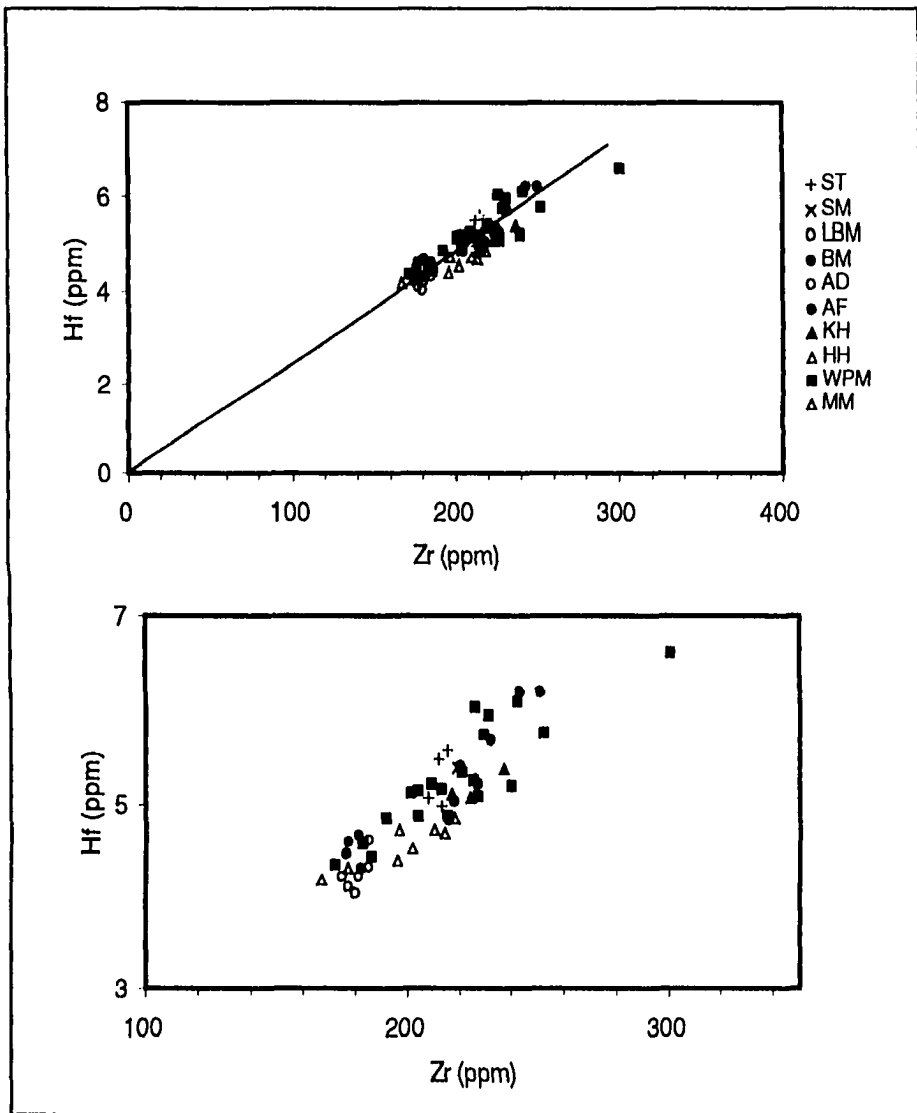 8
6
4
2
0
Hf (ppm)
0 100 200 300 400
Zr (ppm)
ST
SM
LBM
BM
AD
AF
KH
HH
WPM
MM
7
5
3
Hf (ppm)
100 200 300
Zr (ppm)